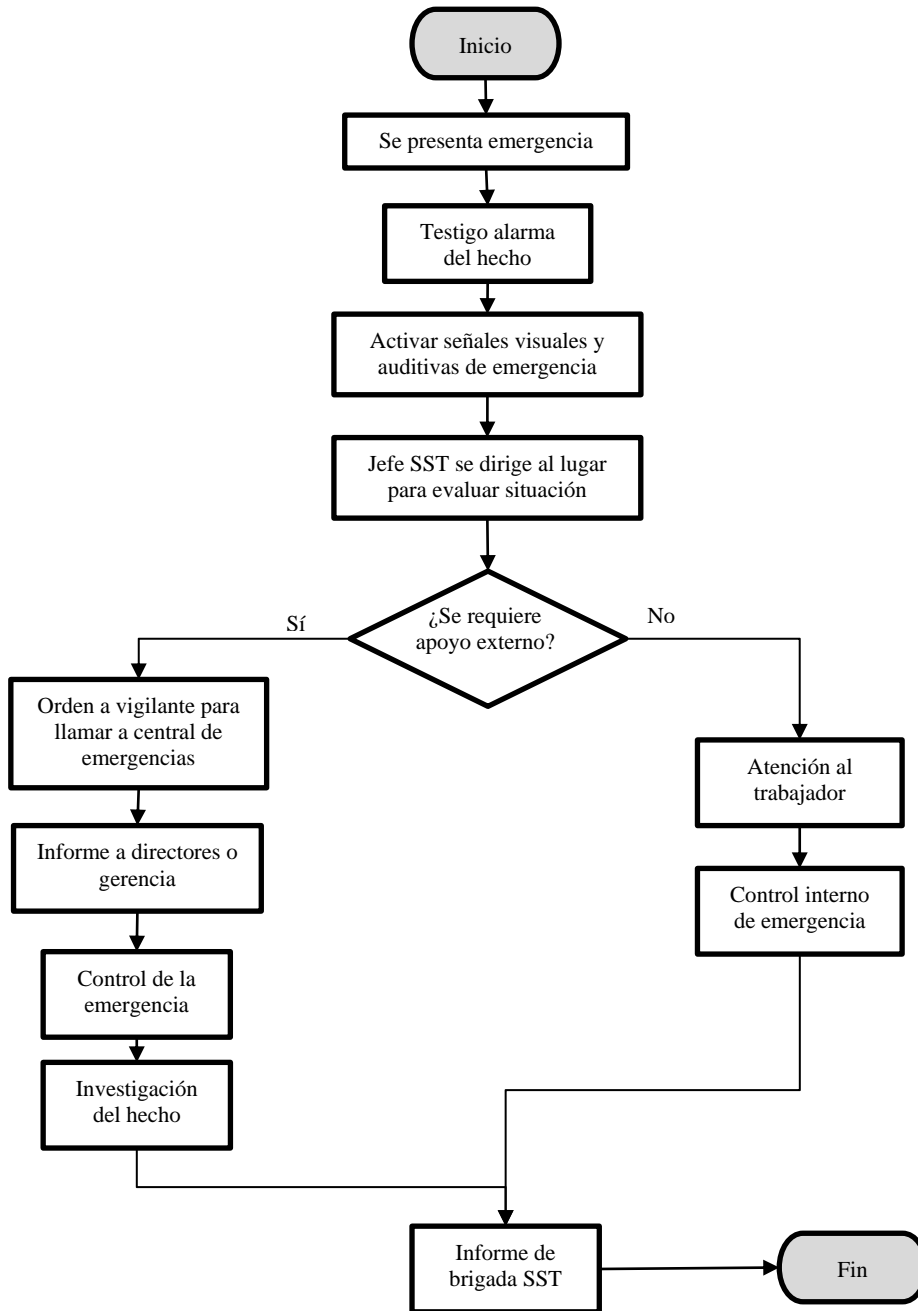 Inicio
Se presenta emergencia
Testigo alarma
del hecho
Activar señales visuales y
auditivas de emergencia
Jefe SST se dirige al lugar
para evaluar situación
¿Se requiere
apoyo externo?
Sí
No
Orden a vigilante para
llamar a central de
emergencias
Informe a directores o
gerencia
Control de la
emergencia
Investigación
del hecho
Atención al
trabajador
Control interno
de emergencia
Informe de
brigada SST
Fin